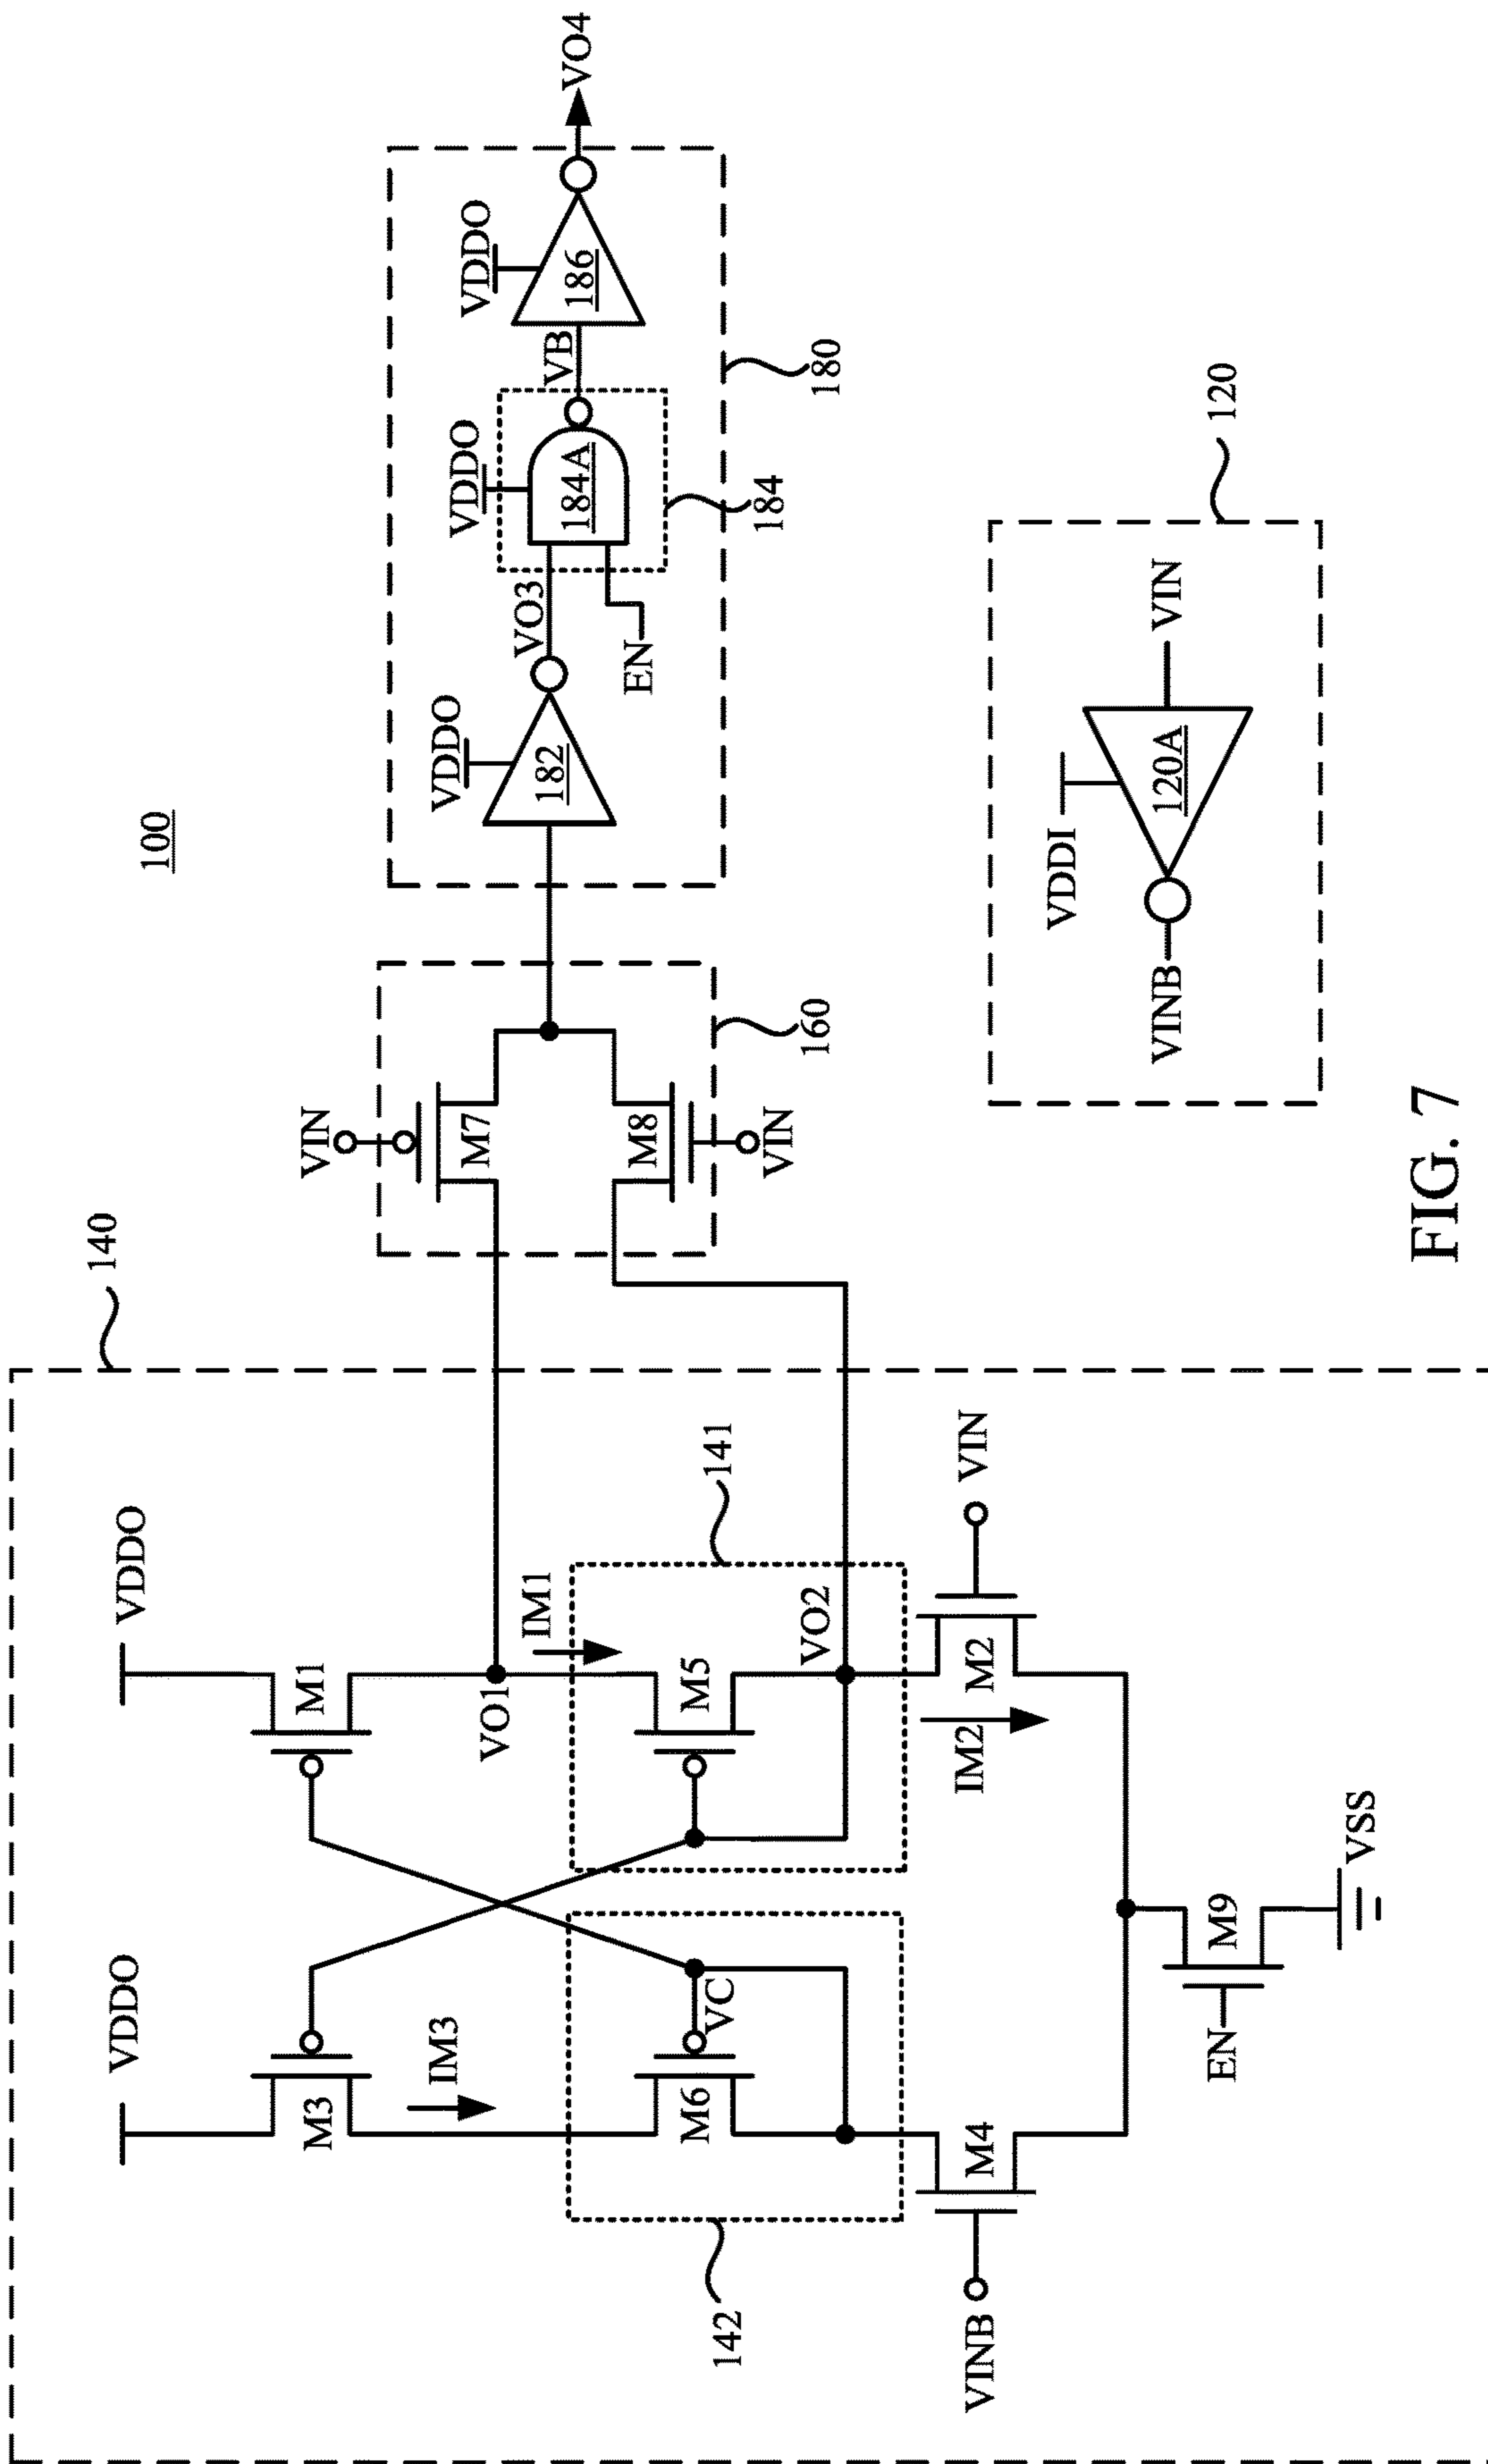 100
140
VDDO
VDDO
M3
M1
IM3
VO1
IM1
141
142
M6
VC
M5
VO2
VINB
M4
IM2
M2
VIN
EN
M9
VSS
VIN
M7
M8
VIN
160
VDDO
182
VO3
EN
VDDO
184A
184
VB
VDDO
186
VO4
180
120
VDDI
VINB
120A
VIN
FIG. 7